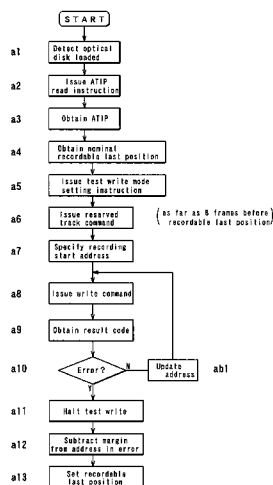 START
a1
Detect optical
disk loaded
a2
Issue ATIP
read instruction
a3
Obtain ATIP
a4
Obtain nominal
recordable last position
a5
Issue test write mode
setting instruction
a6
Issue reserved
track command
(as far as 6 frames before
recordable last position)
a7
Specify recording
start address
a8
Issue write command
a9
Obtain result code
a10
Error?
N
Y
Update
address
ab1
a11
Halt test write
a12
Subtract margin
from address in error
a13
Set recordable
last position